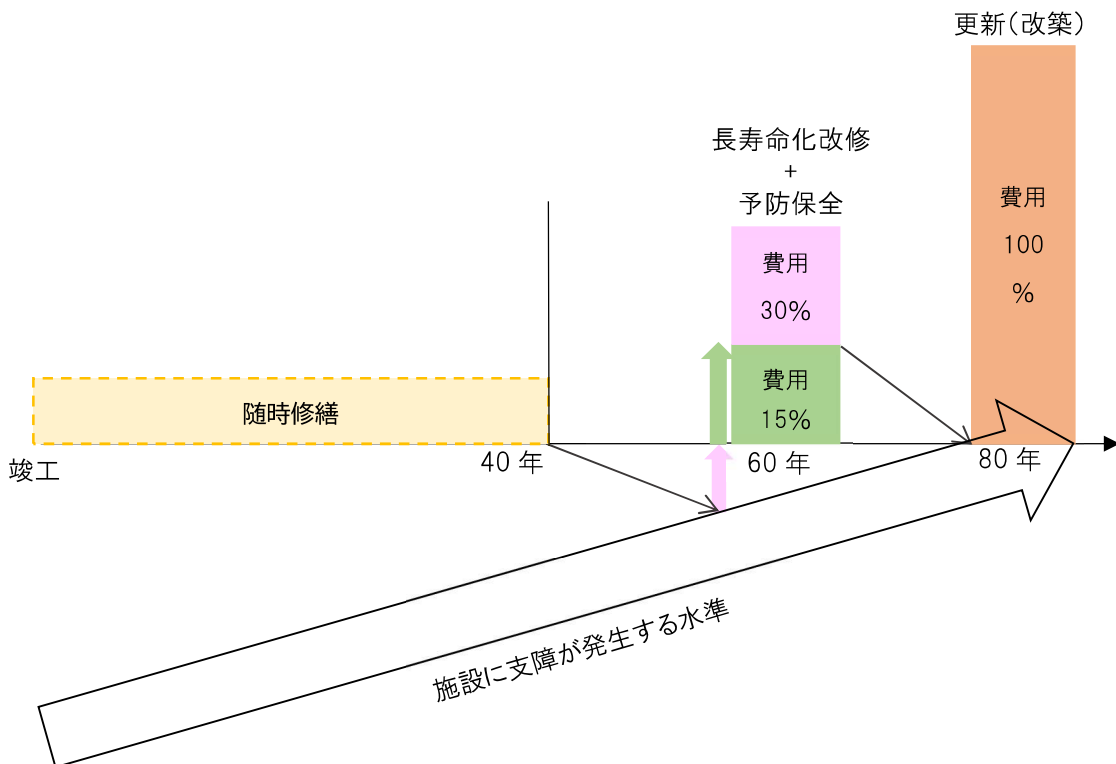 更新(改築)
長寿命化改修
+
予防保全
費用
30%
費用
15%
費用
100
%
随時修繕
竣工
40 年
60 年
80 年
施設に支障が発生する水準